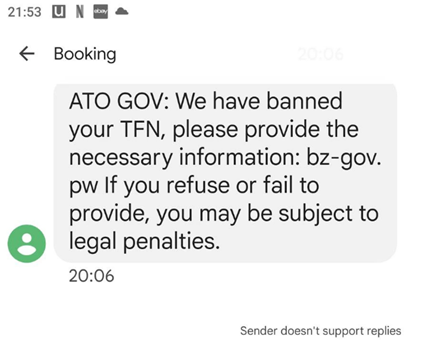 21:53 U N ebay
Booking
20:06
ATO GOV: We have banned
your TFN, please provide the
necessary information: bz-gov.
pw If you refuse or fail to
provide, you may be subject to
legal penalties.
20:06
Sender doesn't support replies